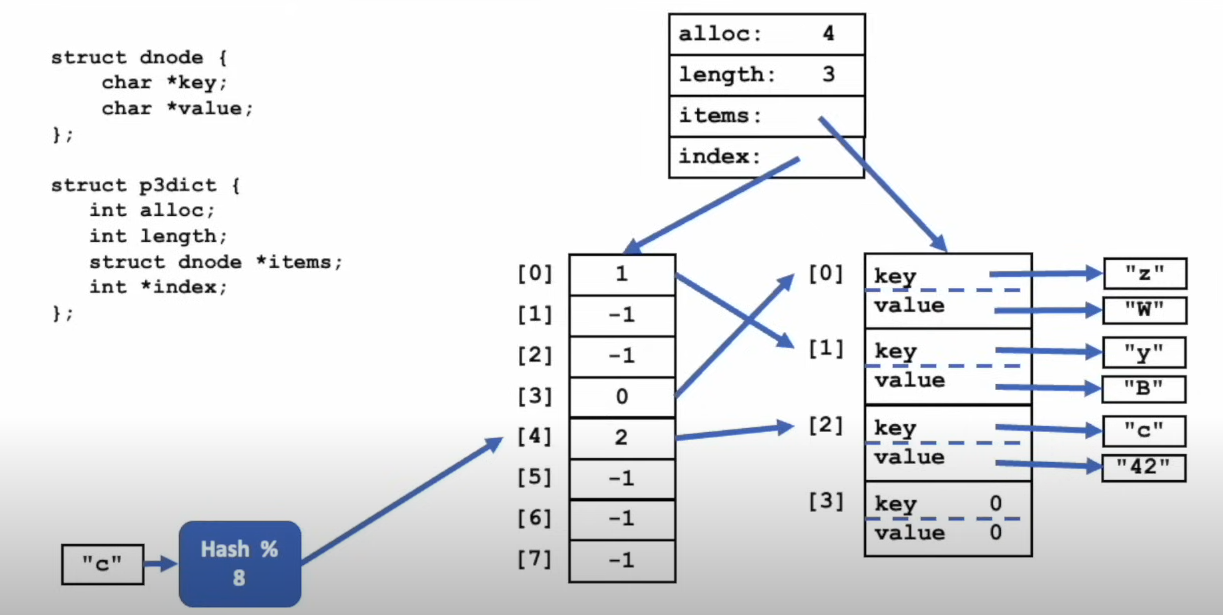 struct dnode {
char *key;
char *value;
};
struct p3dict {
int alloc;
int length;
struct dnode *items;
int *index;
};
alloc: 4
length: 3
items:
index:
[0] 1
[1] -1
[2] -1
[3] 0
[4] 2
[5] -1
[6] -1
[7] -1
[0] key "z"
value "W"
[1] key "y"
value "B"
[2] key "c"
value "42"
[3] key 0
value 0
"c"
Hash %
8